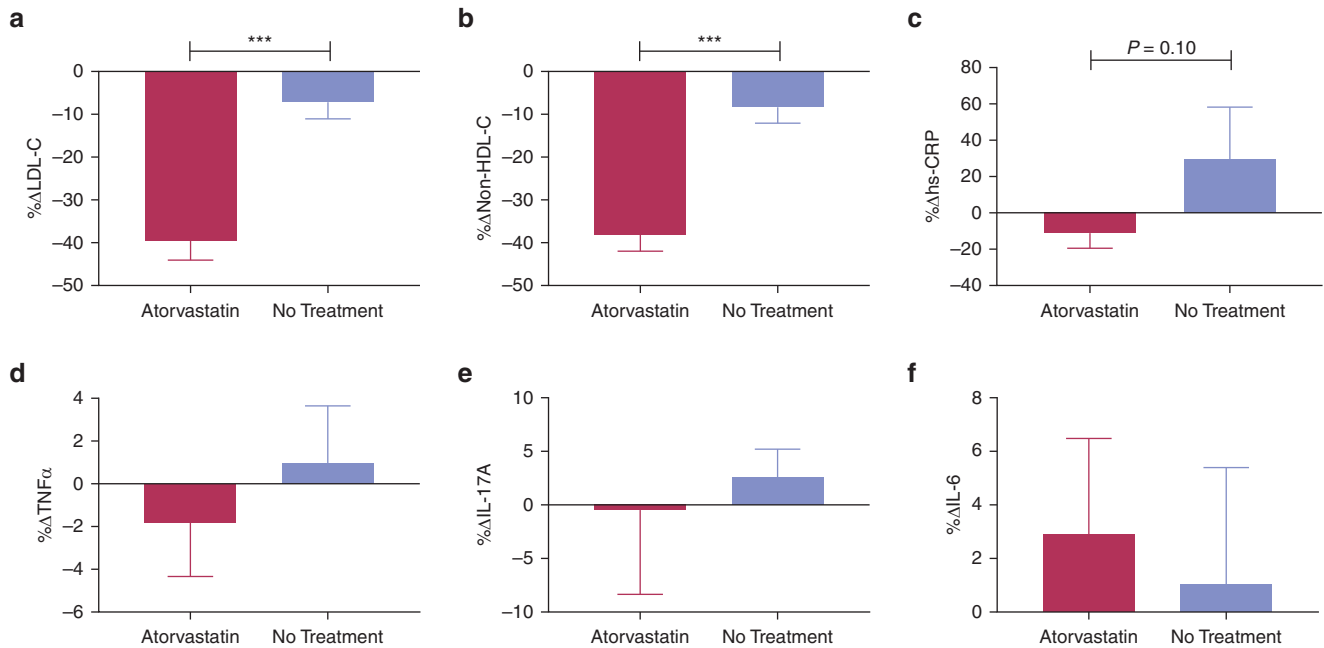 a
***
%ΔLDL-C
0
–10
–20
–30
–40
–50
Atorvastatin No Treatment
b
***
%ΔNon-HDL-C
0
–10
–20
–30
–40
–50
Atorvastatin No Treatment
c
P = 0.10
%Δhs-CRP
80
60
40
20
0
–20
–40
Atorvastatin No Treatment
d
%ΔTNFα
4
2
0
–2
–4
–6
Atorvastatin No Treatment
e
%ΔIL-17A
10
5
0
–5
–10
Atorvastatin No Treatment
f
%ΔIL-6
8
6
4
2
0
Atorvastatin No Treatment